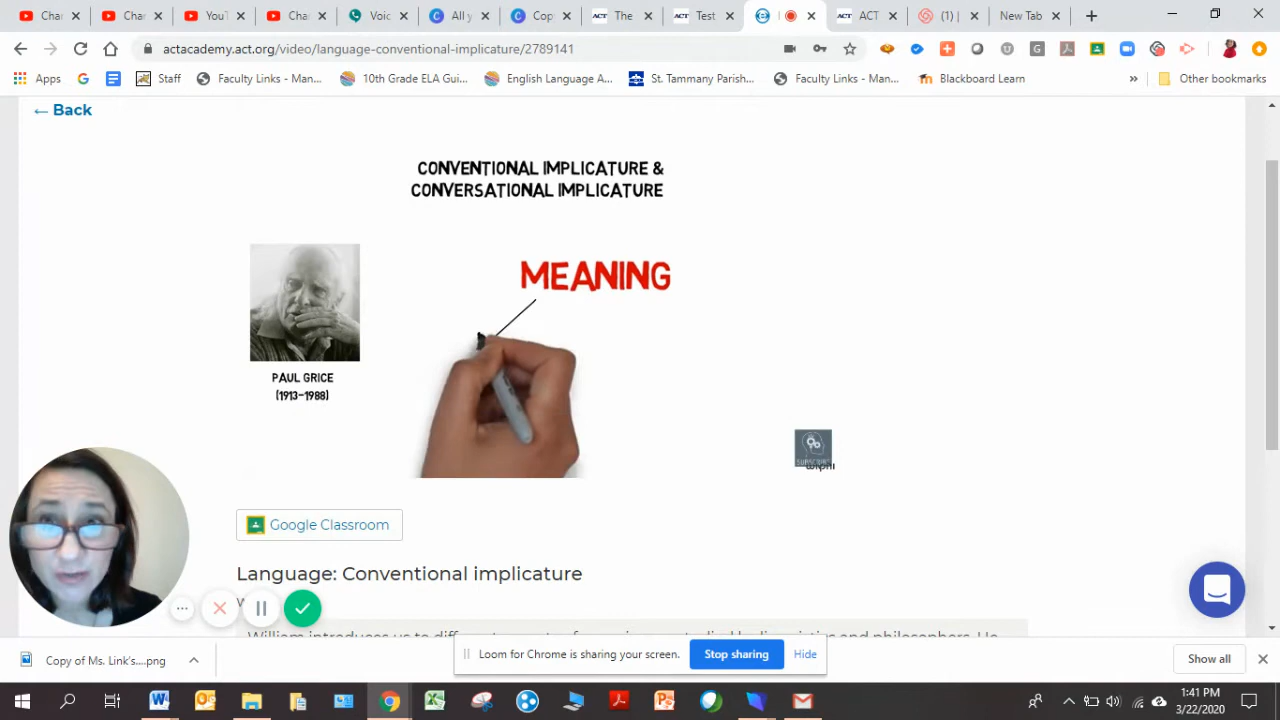 Cha
Cha
YouT
Cha
Voic
All y
Cop
The
Test
ACT
(1) |
New Tab
actacademy.act.org/video/language-conventional-implicature/2789141
Apps
Staff
Faculty Links - Man...
10th Grade ELA Gui...
English Language A...
St. Tammany Parish...
Faculty Links - Man...
Blackboard Learn
»
Other bookmarks
← Back
CONVENTIONAL IMPLICATURE &
CONVERSATIONAL IMPLICATURE
MEANING
PAUL GRICE
(1913-1988)
wiphi
Google Classroom
Language: Conventional implicature
Loom for Chrome is sharing your screen.
Stop sharing
Hide
Copy of Ms. Link's....png
Show all
1:41 PM
3/22/2020